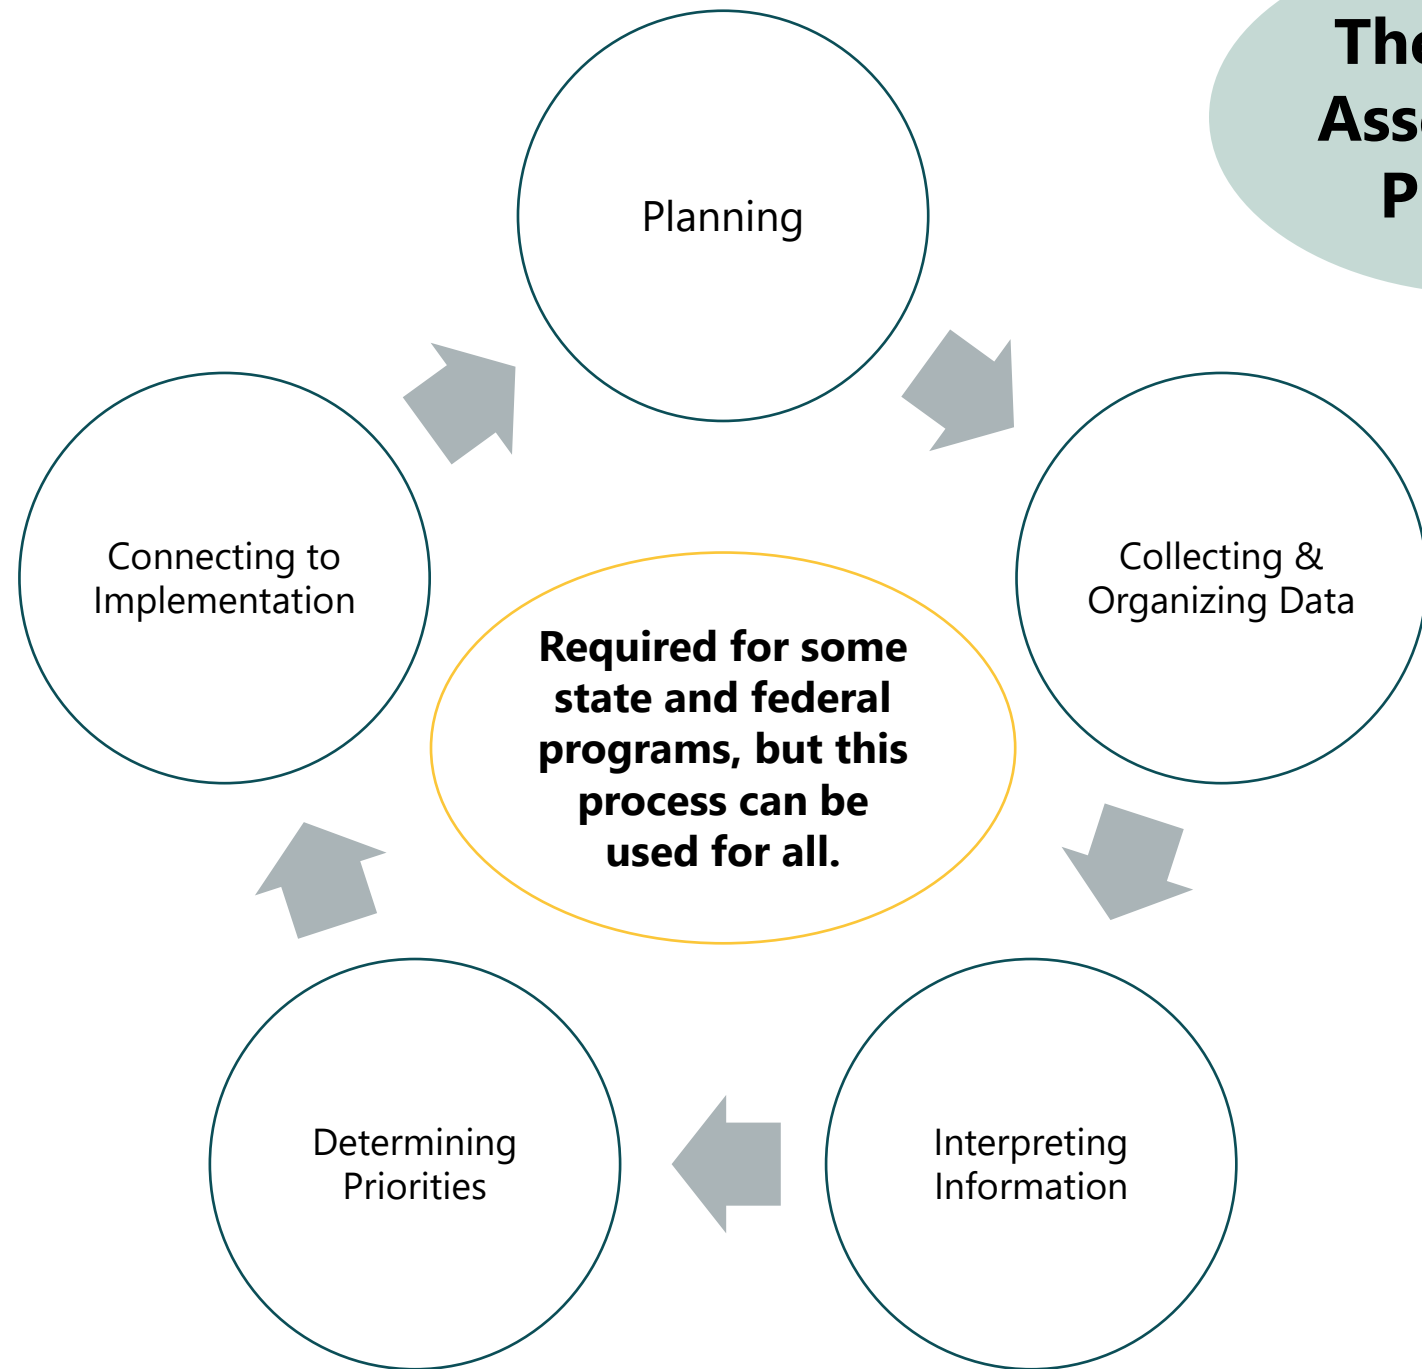 Planning
Connecting to
Implementation
Collecting &
Organizing Data
Required for some
state and federal
programs, but this
process can be
used for all.
Determining
Priorities
Interpreting
Information